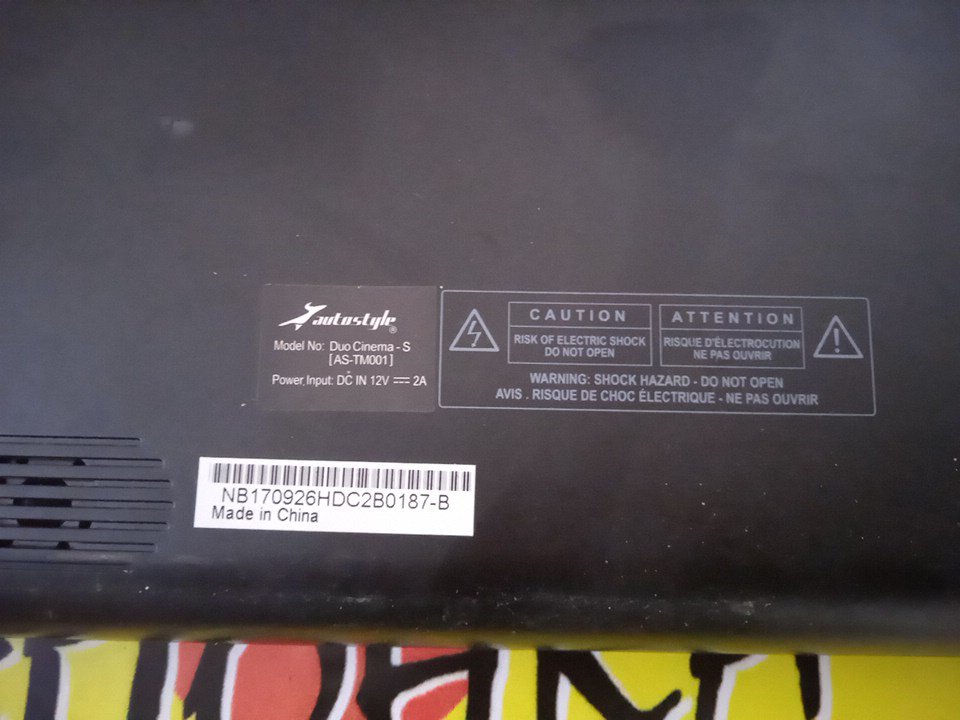 autostyle®
Model No: Duo Cinema - S
[AS-TM001]
Power Input: DC IN 12V ⎓ 2A
CAUTION
RISK OF ELECTRIC SHOCK
DO NOT OPEN
ATTENTION
RISQUE D'ÉLECTROCUTION
NE PAS OUVRIR
WARNING: SHOCK HAZARD - DO NOT OPEN
AVIS . RISQUE DE CHOC ÉLECTRIQUE - NE PAS OUVRIR
NB170926HDC2B0187-B
Made in China